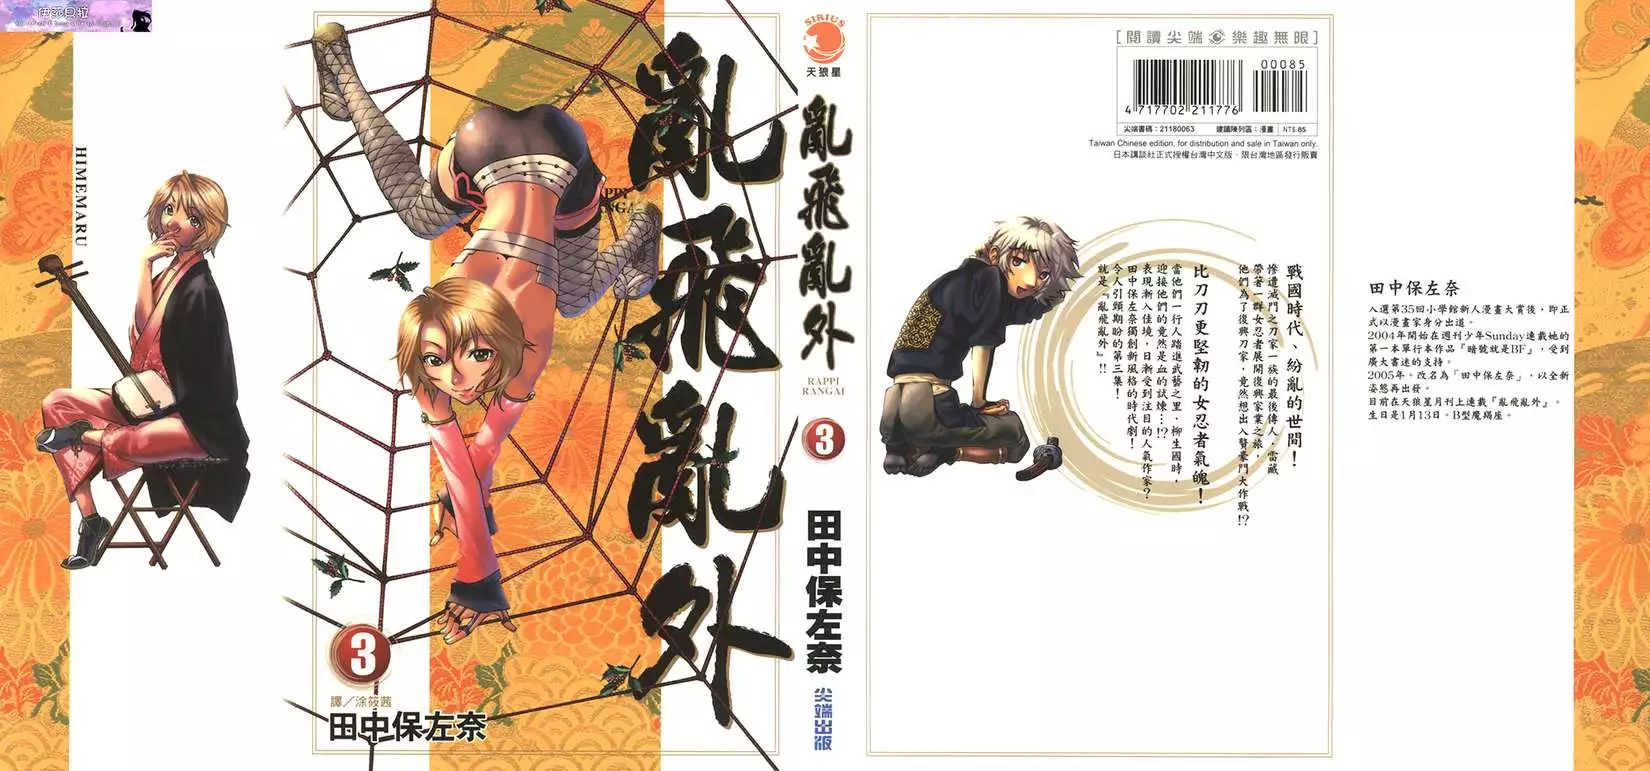 伊莎貝拉
HIMEMARU
亂飛亂外
RAPPI
RANGAI
3
譯／涂筱茜
田中保左奈
SIRIUS
天狼星
亂飛亂外
RAPPI
RANGAI
3
田中保左奈
尖端出版
[閱讀尖端 樂趣無限]
00085
4 717702 211776
尖端書碼：21180063 建議陳列區：漫畫 NT$.85
Taiwan Chinese edition, for distribution and sale in Taiwan only.
日本講談社正式授權台灣中文版，限台灣地區發行販賣
戰國時代、紛亂的世間！
慘遭滅門之刀家一族的最後傳人，雷藏
帶著一群女忍者展開復興家業之旅，
他們為了復興刀家，竟然想出入贅豪門大作戰!?
比刀刃更堅韌的女忍者氣魄！
當他們一行人踏進武藝之里，柳生國時，
迎接他們的竟然是血的試煉…!?
表現漸入佳境，日漸受到注目的人氣作家？
田中保左奈獨創新風格的時代劇！
令人引頸期盼的第三集！
就是『亂飛亂外』!!
田中保左奈
入選第35回小學館新人漫畫大賞後，即正
式以漫畫家身分出道。
2004年開始在週刊少年Sunday連載她的
第一本單行本作品『暗號就是BF』，受到
廣大書迷的支持。
2005年。改名為「田中保左奈」，以全新
姿態再出發。
目前在天狼星月刊上連載『亂飛亂外』。
生日是1月13日。B型魔羯座。